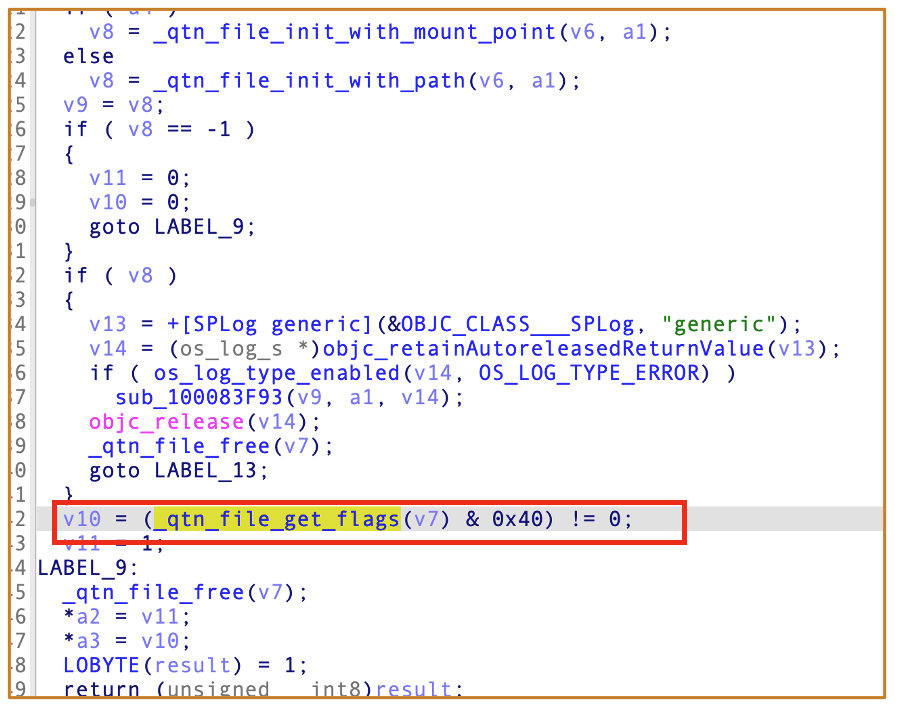 2 v8 = _qtn_file_init_with_mount_point(v6, a1);
3 else
4 v8 = _qtn_file_init_with_path(v6, a1);
5 v9 = v8;
6 if ( v8 == -1 )
7 {
8 v11 = 0;
9 v10 = 0;
0 goto LABEL_9;
1 }
2 if ( v8 )
3 {
4 v13 = +[SPLog generic](&OBJC_CLASS___SPLog, "generic");
5 v14 = (os_log_s *)objc_retainAutoreleasedReturnValue(v13);
6 if ( os_log_type_enabled(v14, OS_LOG_TYPE_ERROR) )
7 sub_100083F93(v9, a1, v14);
8 objc_release(v14);
9 _qtn_file_free(v7);
0 goto LABEL_13;
1 }
2 v10 = (_qtn_file_get_flags(v7) & 0x40) != 0;
3 v11 = 1;
4 LABEL_9:
5 _qtn_file_free(v7);
6 *a2 = v11;
7 *a3 = v10;
8 LOBYTE(result) = 1;
9 return (unsigned __int8)result;